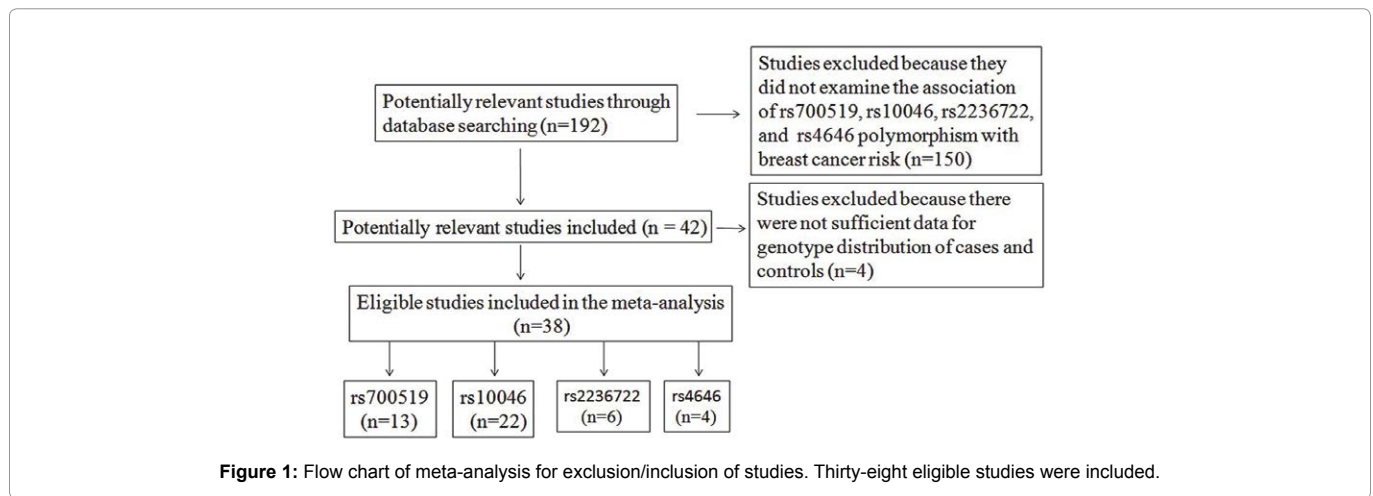 Potentially relevant studies through
database searching (n=192)
Studies excluded because they
did not examine the association
of rs700519, rs10046, rs2236722,
and rs4646 polymorphism with
breast cancer risk (n=150)
Potentially relevant studies included (n = 42)
Studies excluded because there
were not sufficient data for
genotype distribution of cases and
controls (n=4)
Eligible studies included in the meta-analysis
(n=38)
rs700519
(n=13)
rs10046
(n=22)
rs2236722
(n=6)
rs4646
(n=4)
Figure 1: Flow chart of meta-analysis for exclusion/inclusion of studies. Thirty-eight eligible studies were included.